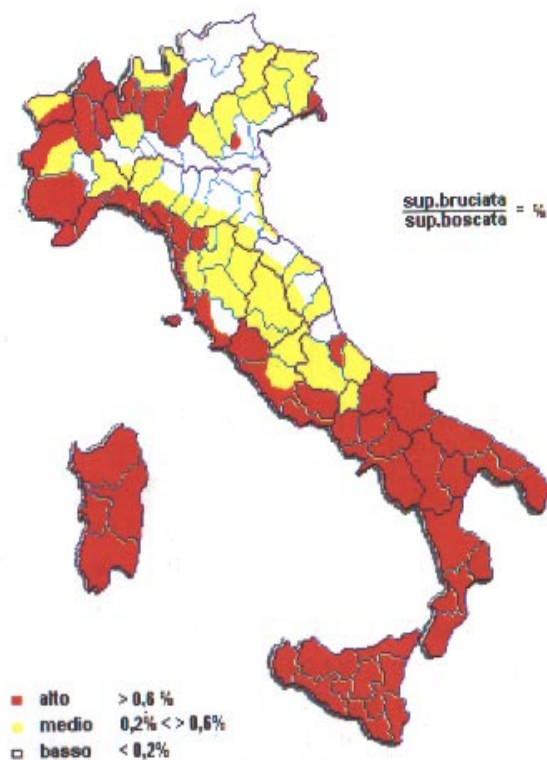 sup.bruciata
sup.boscata = %
alto > 0,6 %
medio 0,2% < > 0,6%
basso < 0,2%